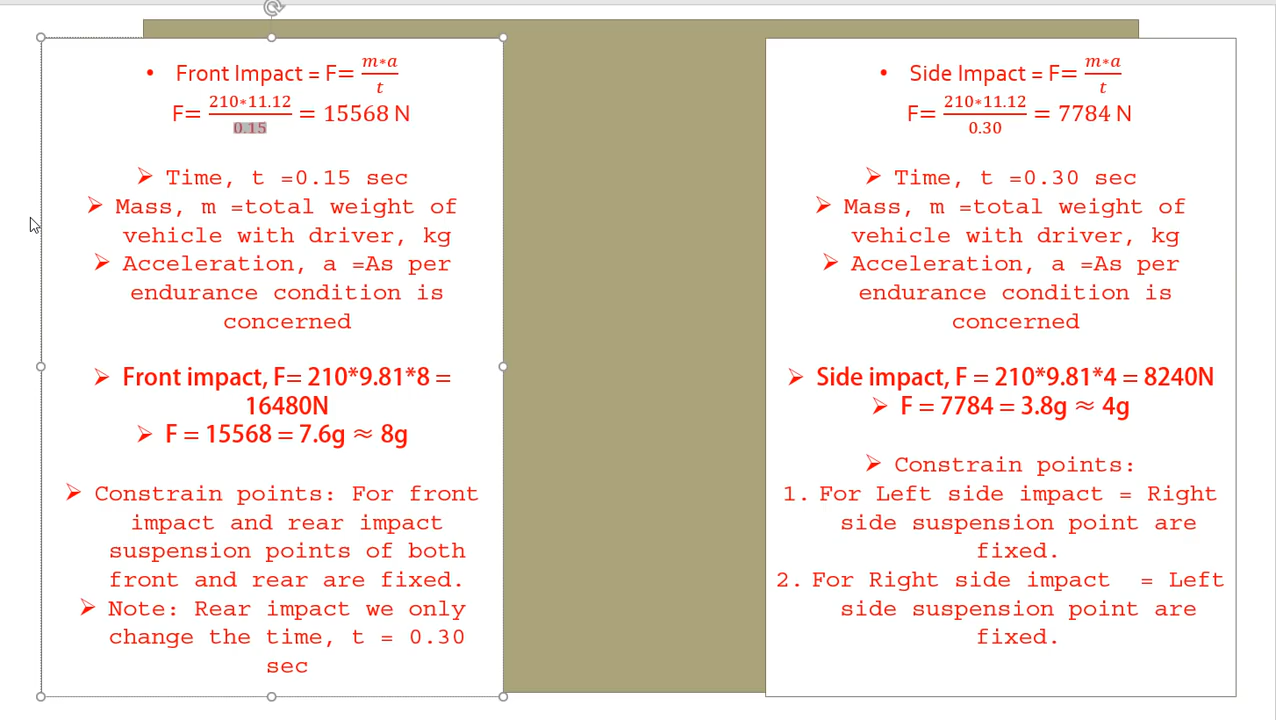 • Front Impact = F= m*a/t
F= 210*11.12/0.15 = 15568 N
➢ Time, t =0.15 sec
➢ Mass, m =total weight of
vehicle with driver, kg
➢ Acceleration, a =As per
endurance condition is
concerned
➢ Front impact, F= 210*9.81*8 =
16480N
➢ F = 15568 = 7.6g ≈ 8g
➢ Constrain points: For front
impact and rear impact
suspension points of both
front and rear are fixed.
➢ Note: Rear impact we only
change the time, t = 0.30
sec
• Side Impact = F= m*a/t
F= 210*11.12/0.30 = 7784 N
➢ Time, t =0.30 sec
➢ Mass, m =total weight of
vehicle with driver, kg
➢ Acceleration, a =As per
endurance condition is
concerned
➢ Side impact, F = 210*9.81*4 = 8240N
➢ F = 7784 = 3.8g ≈ 4g
➢ Constrain points:
1. For Left side impact = Right
side suspension point are
fixed.
2. For Right side impact = Left
side suspension point are
fixed.